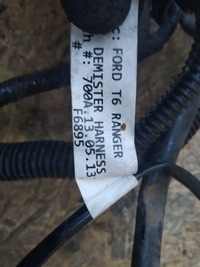 C: FORD T6 RANGER
DEMISTER HARNESS
h #: 700A.13.05.13
# F6895